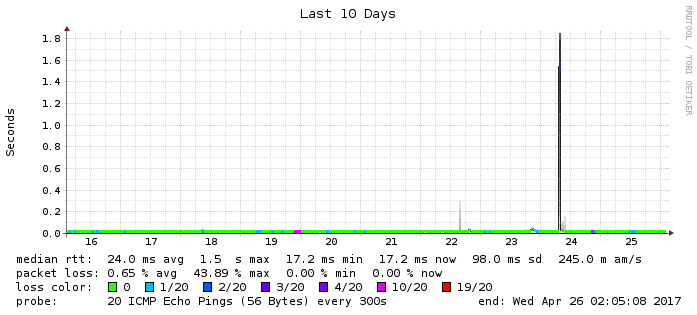 Last 10 Days
RRDTOOL / TOBI OETIKER
Seconds
1.8
1.6
1.4
1.2
1.0
0.8
0.6
0.4
0.2
0.0
16 17 18 19 20 21 22 23 24 25
median rtt: 24.0 ms avg 1.5 s max 17.2 ms min 17.2 ms now 98.0 ms sd 245.0 m am/s
packet loss: 0.65 % avg 43.89 % max 0.00 % min 0.00 % now
loss color: 0 1/20 2/20 3/20 4/20 10/20 19/20
probe: 20 ICMP Echo Pings (56 Bytes) every 300s end: Wed Apr 26 02:05:08 2017